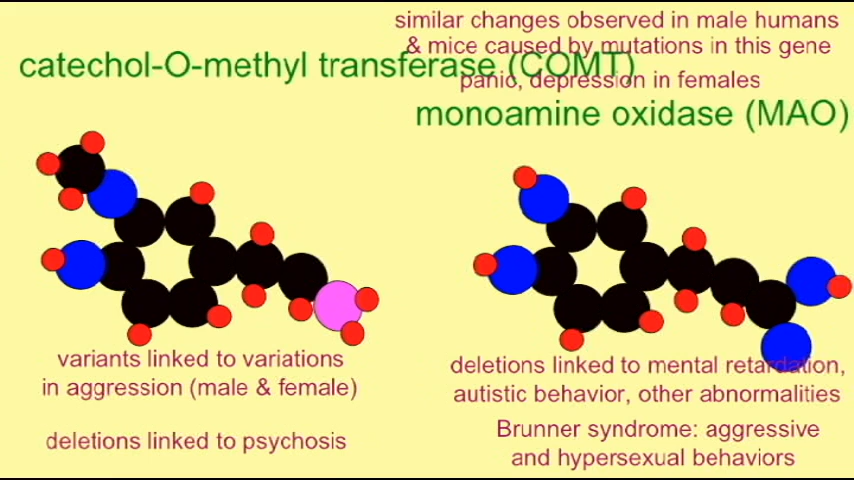 similar changes observed in male humans
& mice caused by mutations in this gene
catechol-O-methyl transferase (COMT)
panic, depression in females
monoamine oxidase (MAO)
variants linked to variations
in aggression (male & female)
deletions linked to psychosis
deletions linked to mental retardation,
autistic behavior, other abnormalities
Brunner syndrome: aggressive
and hypersexual behaviors